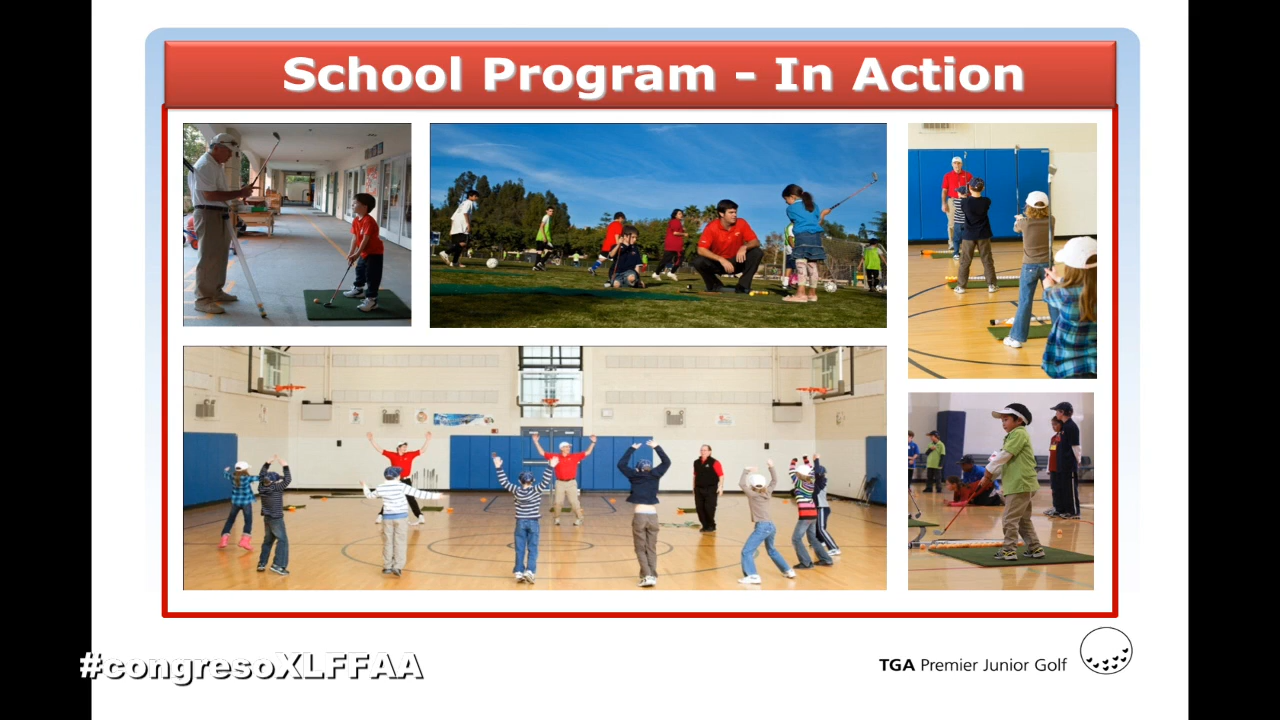 School Program - In Action
#congresoXLFFAA
TGA Premier Junior Golf